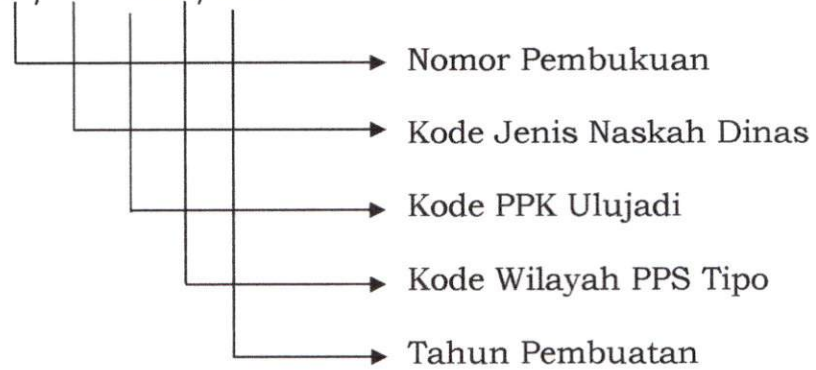 Nomor Pembukuan
Kode Jenis Naskah Dinas
Kode PPK Ulujadi
Kode Wilayah PPS Tipo
Tahun Pembuatan